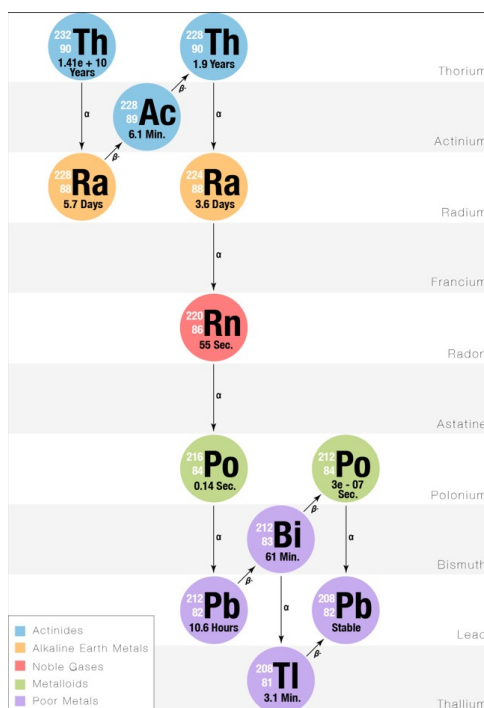 232
90
Th
1.41e + 10
Years
228
90
Th
1.9 Years
Thorium
α
β-
α
228
89
Ac
6.1 Min.
Actinium
β-
228
88
Ra
5.7 Days
224
88
Ra
3.6 Days
Radium
α
Francium
220
86
Rn
55 Sec.
Radon
α
Astatine
216
84
Po
0.14 Sec.
212
84
Po
3e - 07
Sec.
Polonium
β-
α
212
83
Bi
61 Min.
α
Bismuth
β-
212
82
Pb
10.6 Hours
α
208
82
Pb
Stable
Lead
β-
208
81
Tl
3.1 Min.
Thallium
Actinides
Alkaline Earth Metals
Noble Gases
Metalloids
Poor Metals